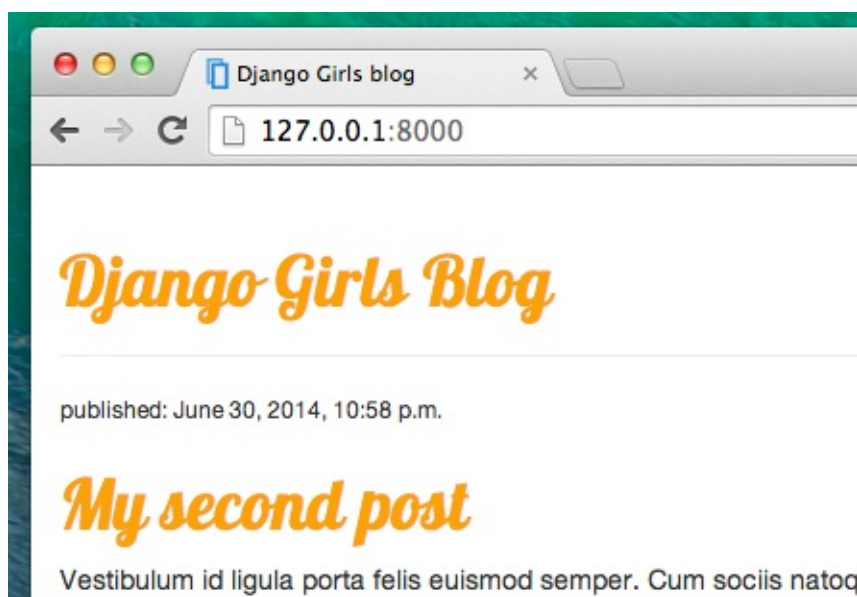 Django Girls blog
127.0.0.1:8000
Django Girls Blog
published: June 30, 2014, 10:58 p.m.
My second post
Vestibulum id ligula porta felis euismod semper. Cum sociis natoq